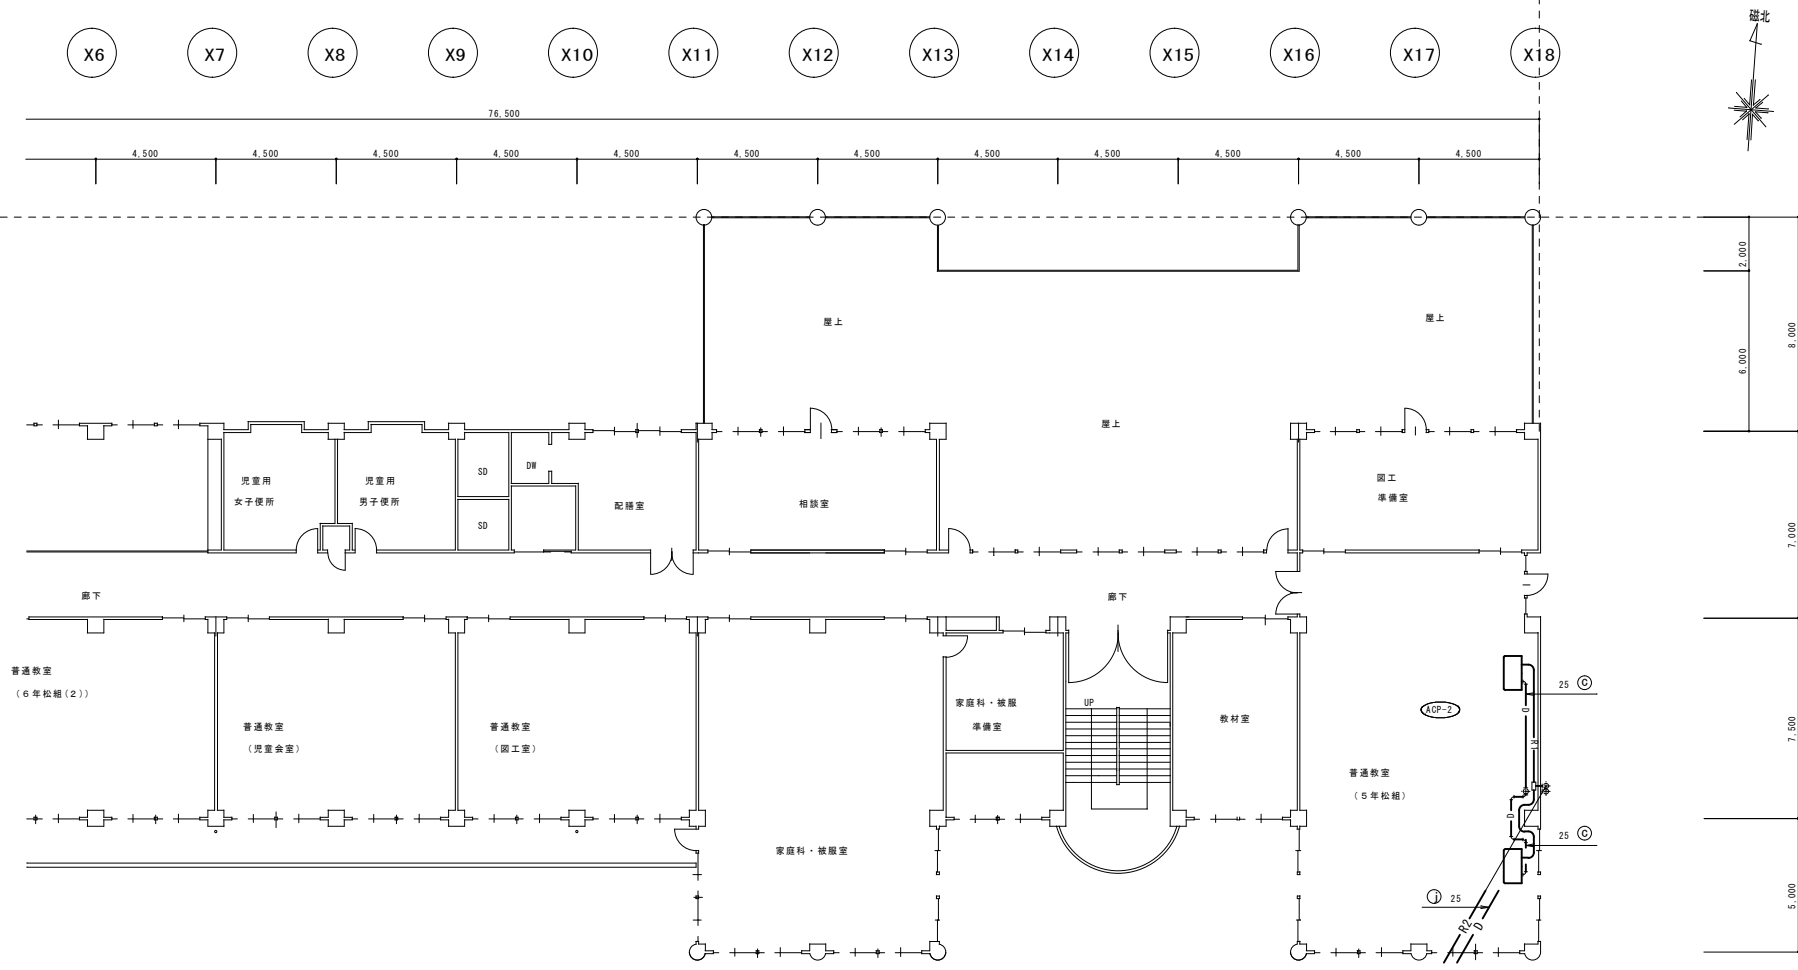 磁北
X6 X7 X8 X9 X10 X11 X12 X13 X14 X15 X16 X17 X18
76,500
4,500 4,500 4,500 4,500 4,500 4,500 4,500 4,500 4,500 4,500 4,500 4,500
2,000
6,000
8,000
7,000
7,500
5,000
屋上
屋上
屋上
児童用
女子便所
児童用
男子便所
SD
SD
DW
配膳室
相談室
図工
準備室
廊下
廊下
普通教室
（６年松組(２)）
普通教室
（児童会室）
普通教室
（図工室）
家庭科・被服
準備室
UP
教材室
ACP-2
普通教室
（５年松組）
家庭科・被服室
25 C
D
R1
D
25 C
j 25
R2
D